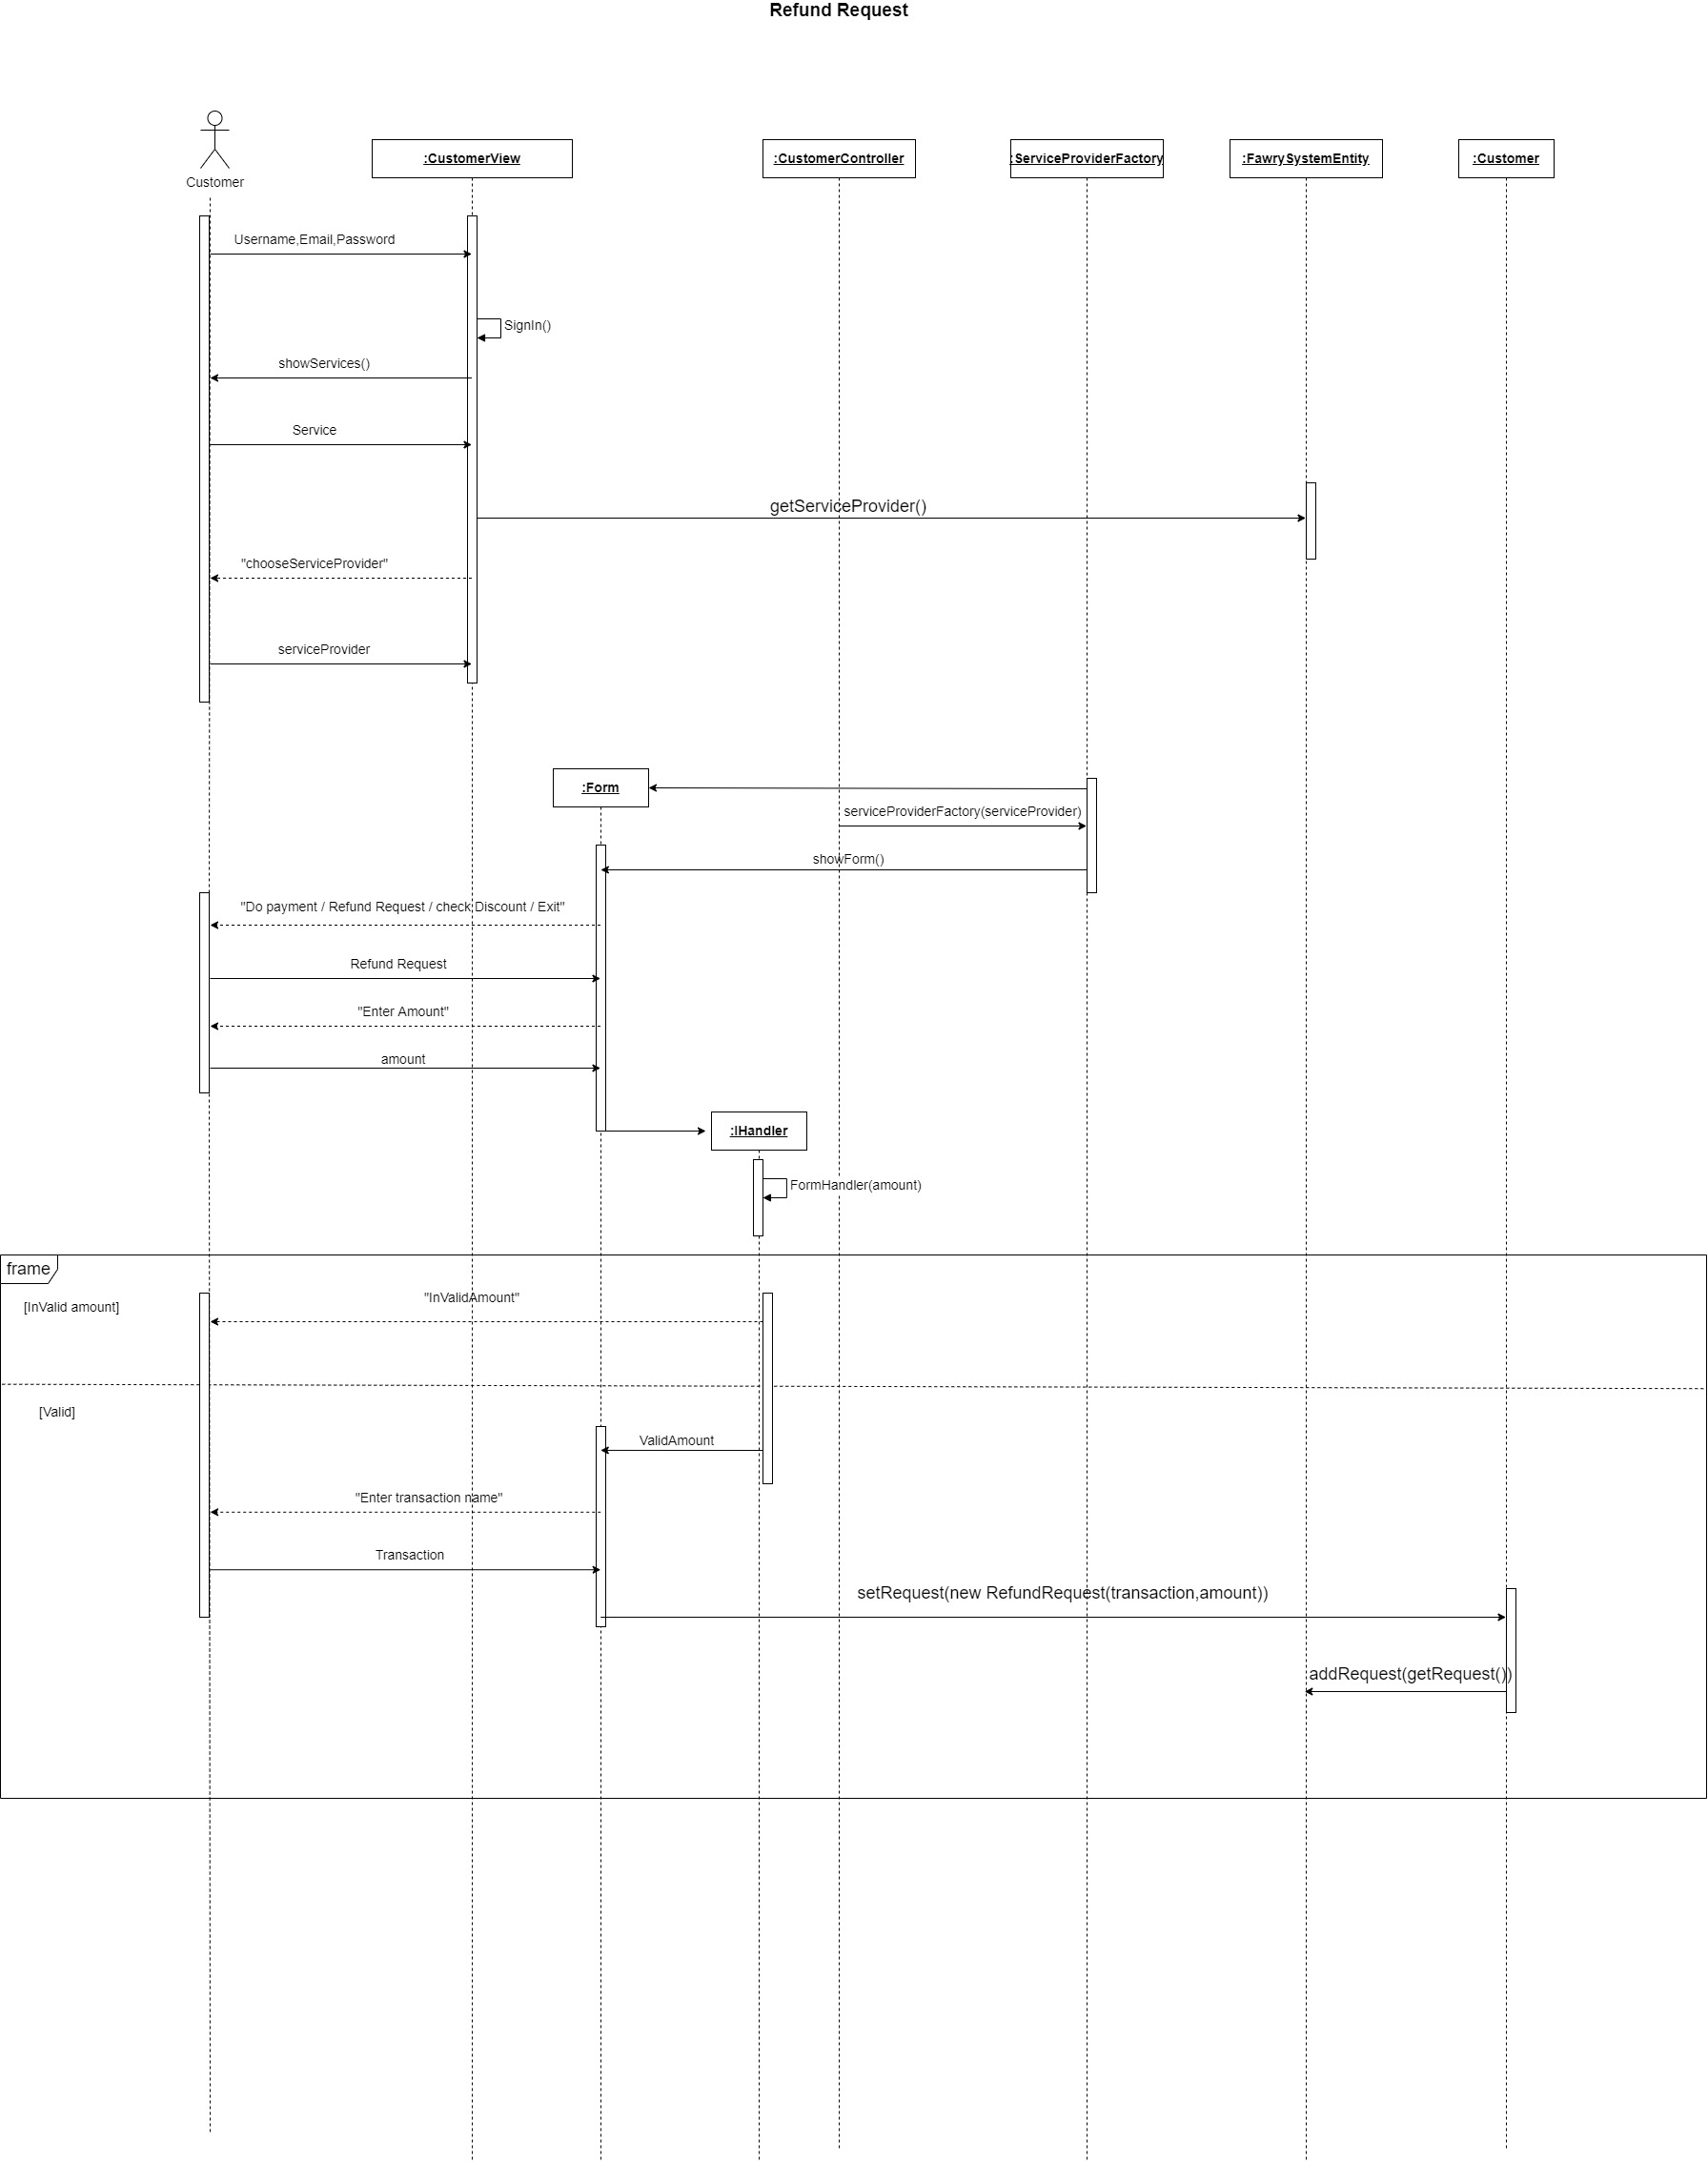 Refund Request
Customer
:CustomerView
:CustomerController
:ServiceProviderFactory
:FawrySystemEntity
:Customer
Username,Email,Password
SignIn()
showServices()
Service
getServiceProvider()
"chooseServiceProvider"
serviceProvider
:Form
serviceProviderFactory(serviceProvider)
showForm()
"Do payment / Refund Request / check Discount / Exit"
Refund Request
"Enter Amount"
amount
:IHandler
FormHandler(amount)
frame
[InValid amount]
"InValidAmount"
[Valid]
ValidAmount
"Enter transaction name"
Transaction
setRequest(new RefundRequest(transaction,amount))
addRequest(getRequest())